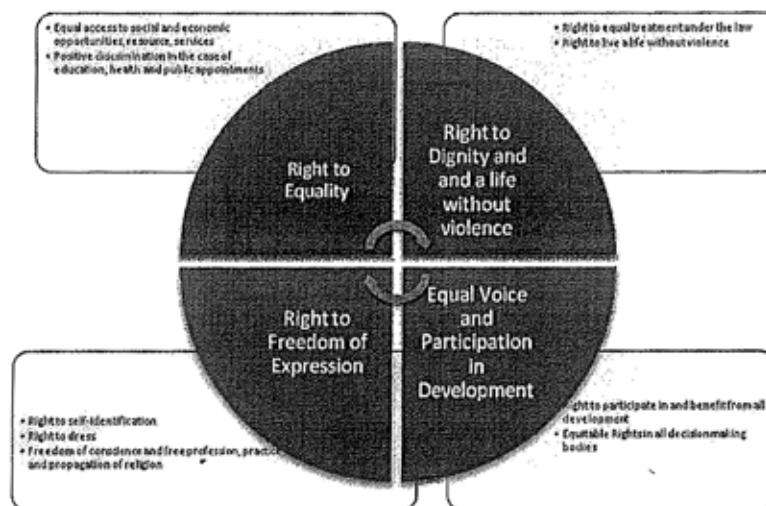 • Equal access to social and economic
opportunities, resource, services
• Positive discrimination in the case of
education, health and public appointments
• Right to equal treatment under the law
• Right to live a life without violence
Right to
Equality
Right to
Dignity and
and a life
without
violence
Right to
Freedom of
Expression
Equal Voice
and
Participation
in
Development
• Right to self-identification
• Right to dress
• Freedom of conscience and free profession, practice
and propagation of religion
Right to participate in and benefit from all
development
• Equitable Rights in all decision making
bodies